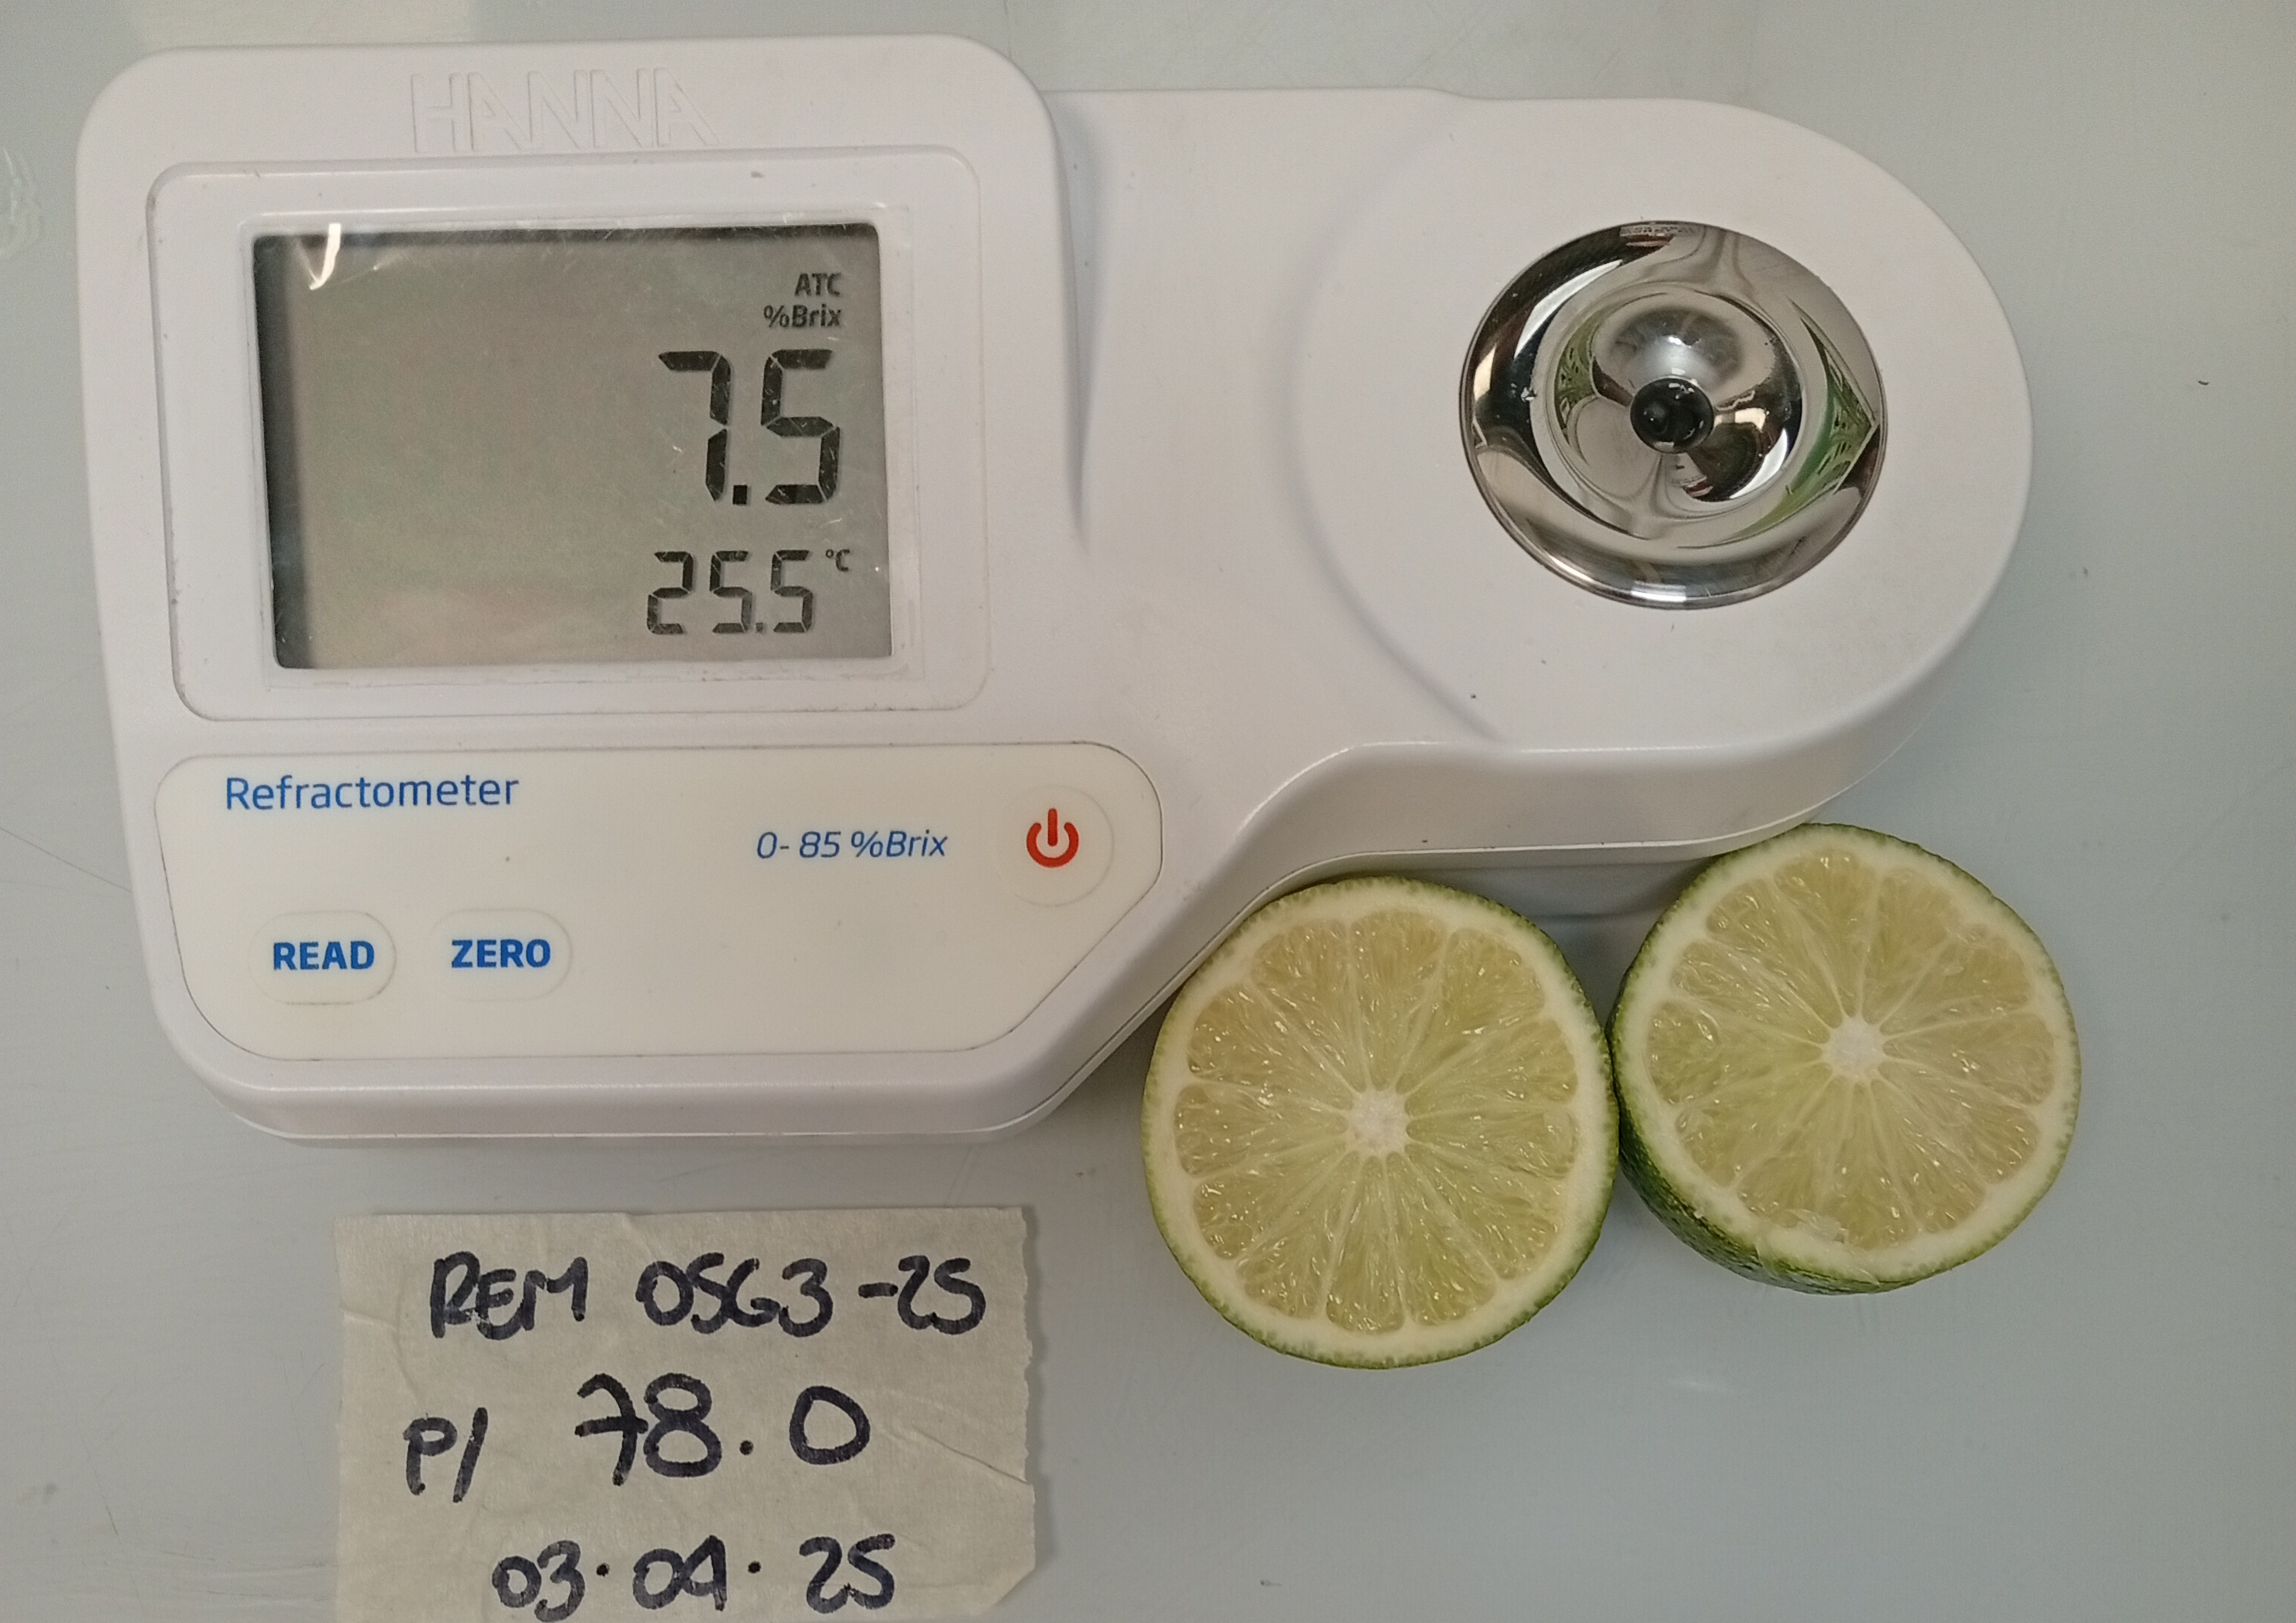 HANNA
ATC
%Brix
7.5
25.5 °C
Refractometer
0- 85 %Brix
READ ZERO
REM 0563-25
P/ 78.0
03.04.25